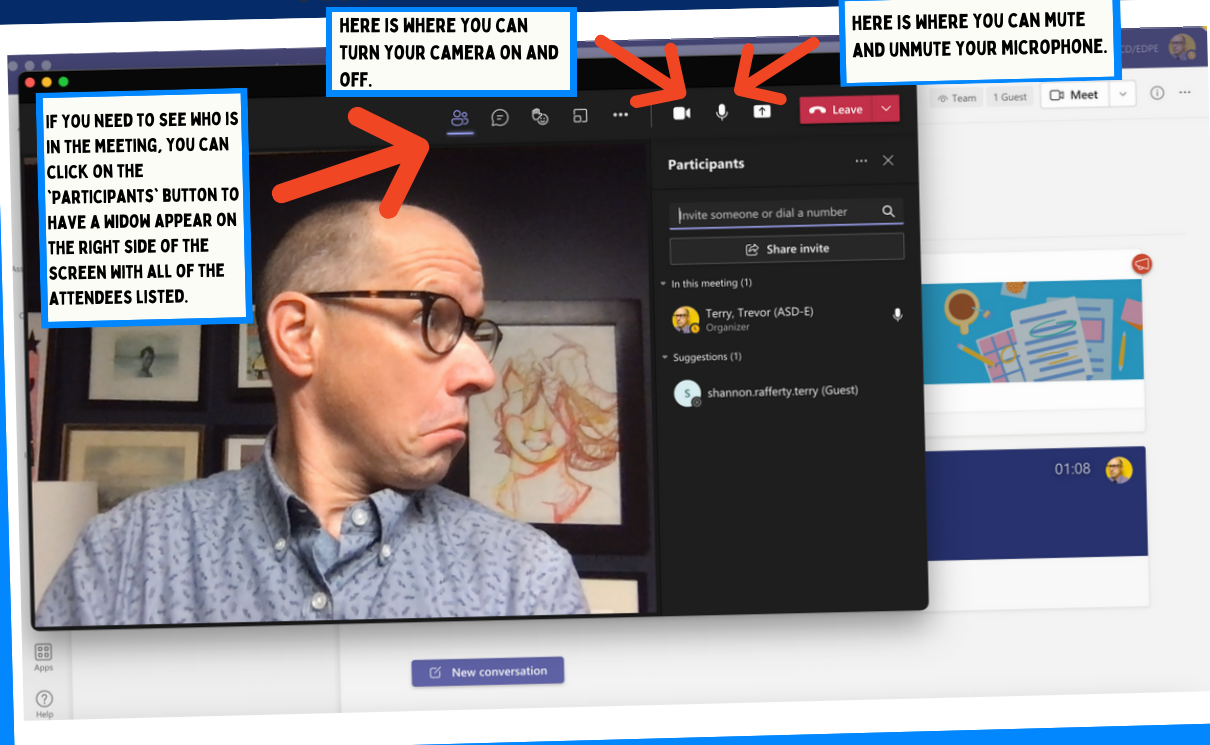 HERE IS WHERE YOU CAN
TURN YOUR CAMERA ON AND
OFF.
HERE IS WHERE YOU CAN MUTE
AND UNMUTE YOUR MICROPHONE.
IF YOU NEED TO SEE WHO IS
IN THE MEETING, YOU CAN
CLICK ON THE
`PARTICIPANTS` BUTTON TO
HAVE A WIDOW APPEAR ON
THE RIGHT SIDE OF THE
SCREEN WITH ALL OF THE
ATTENDEES LISTED.
CD/EDPE
Leave
Team
1 Guest
Meet
Participants
Invite someone or dial a number
Share invite
In this meeting (1)
Terry, Trevor (ASD-E)
Organizer
Suggestions (1)
S
shannon.rafferty.terry (Guest)
01:08
Apps
New conversation
Help